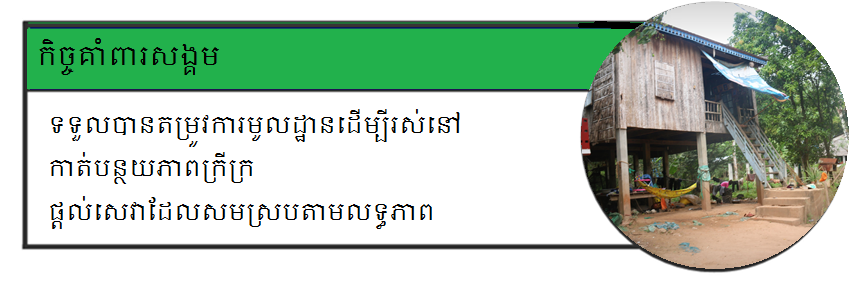 កិច្ចគាំពារសង្គម
ទទួលបានតម្រូវការមូលដ្ឋានដើម្បីរស់នៅ
កាត់បន្ថយភាពក្រីក្រ
ផ្តល់សេវាដែលសមស្របតាមលទ្ធភាព